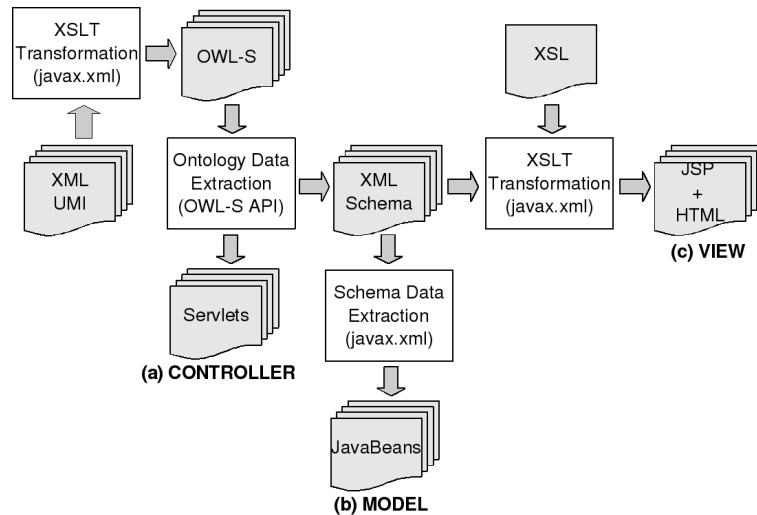 XSLT
Transformation
(javax.xml)
OWL-S
XSL
XML
UMI
Ontology Data
Extraction
(OWL-S API)
XML
Schema
XSLT
Transformation
(javax.xml)
JSP
+
HTML
(c) VIEW
Servlets
(a) CONTROLLER
Schema Data
Extraction
(javax.xml)
JavaBeans
(b) MODEL